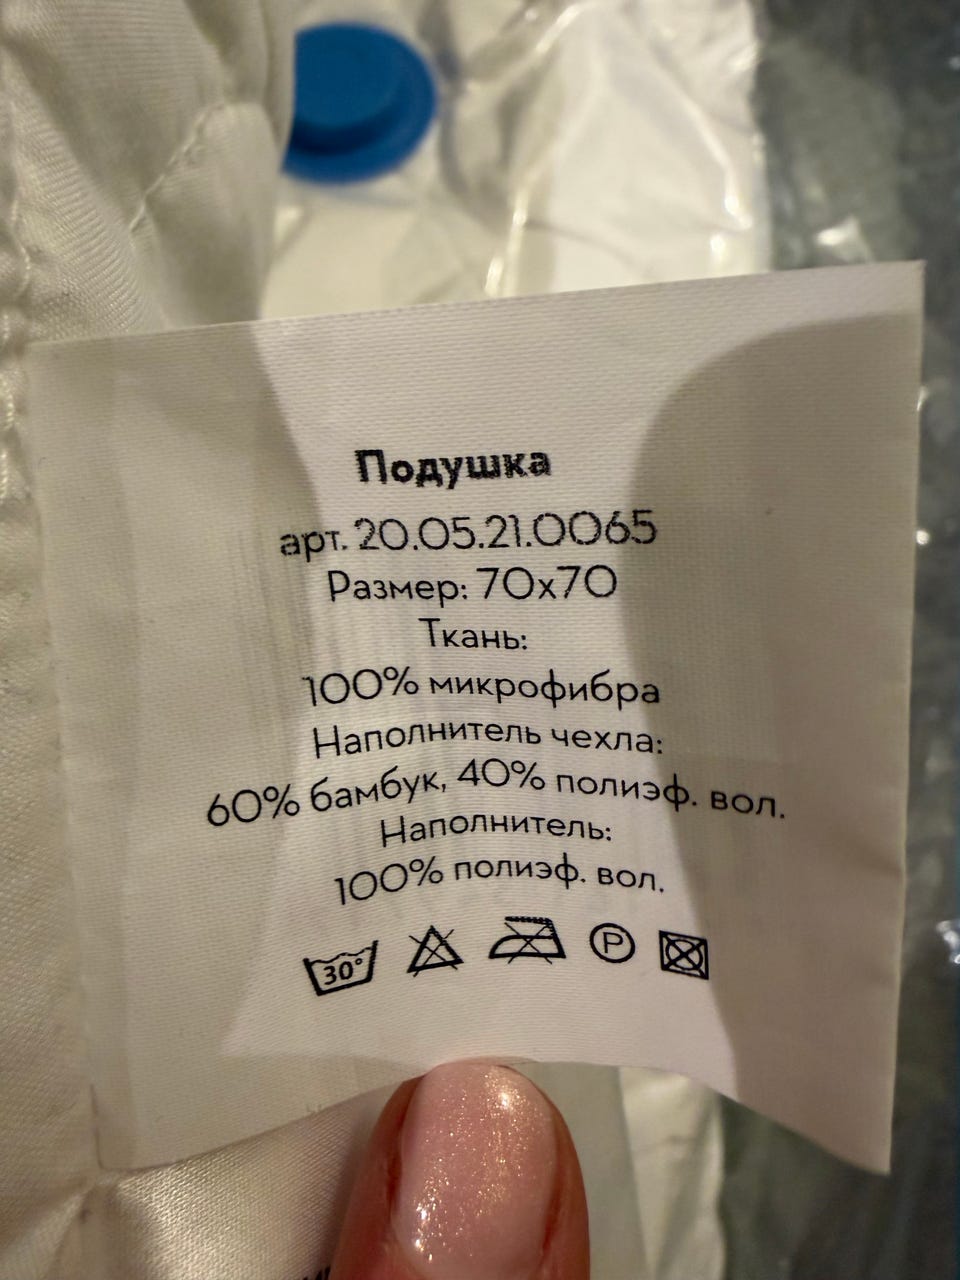 Подушка
арт. 20.05.21.0065
Размер: 70x70
Ткань:
100% микрофибра
Наполнитель чехла:
60% бамбук, 40% полиэф. вол.
Наполнитель:
100% полиэф. вол.
30°
P